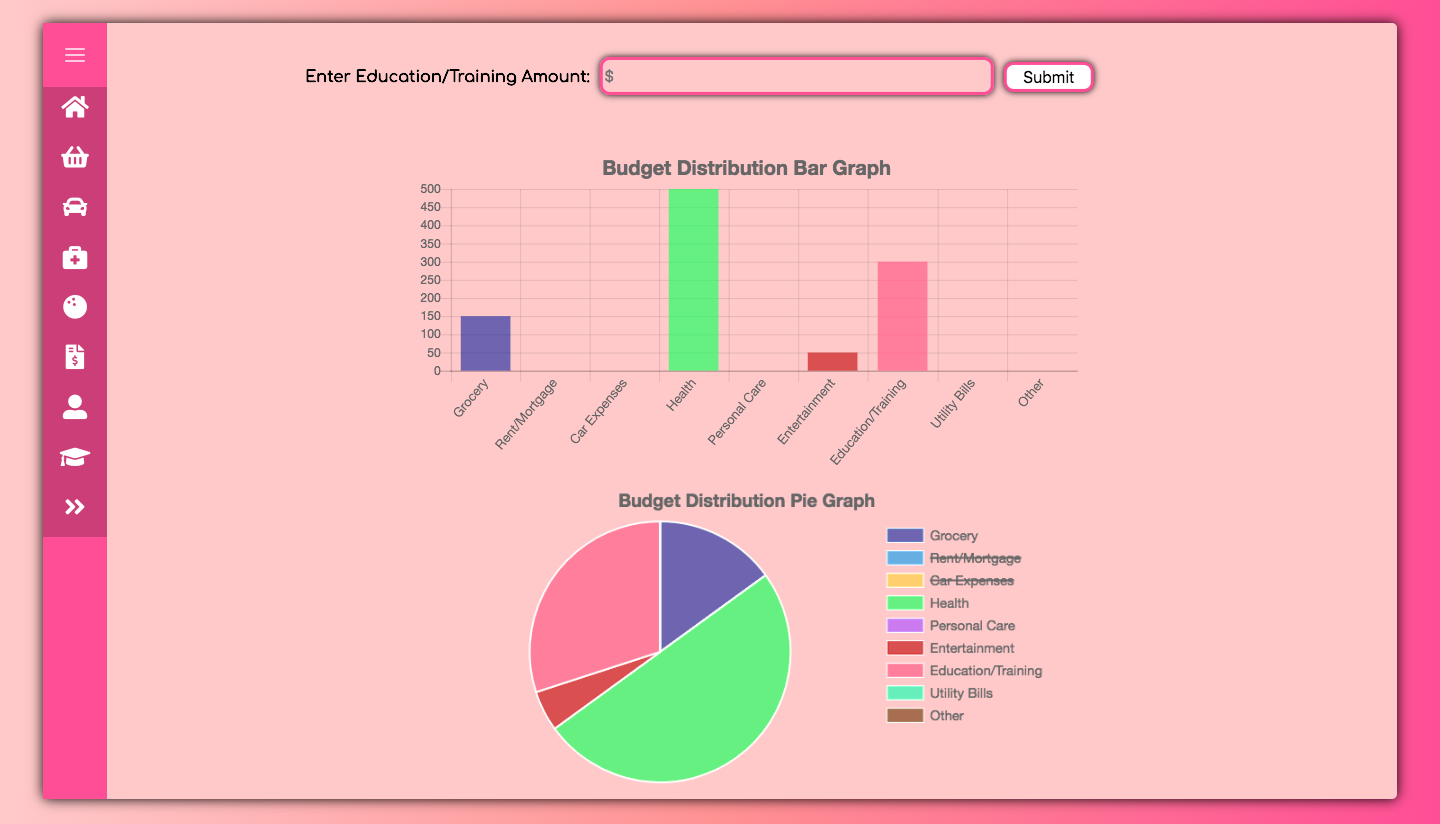 Enter Education/Training Amount: $ Submit
Budget Distribution Bar Graph
500
450
400
350
300
250
200
150
100
50
0
Grocery
Rent/Mortgage
Car Expenses
Health
Personal Care
Entertainment
Education/Training
Utility Bills
Other
Budget Distribution Pie Graph
Grocery
Rent/Mortgage
Car Expenses
Health
Personal Care
Entertainment
Education/Training
Utility Bills
Other